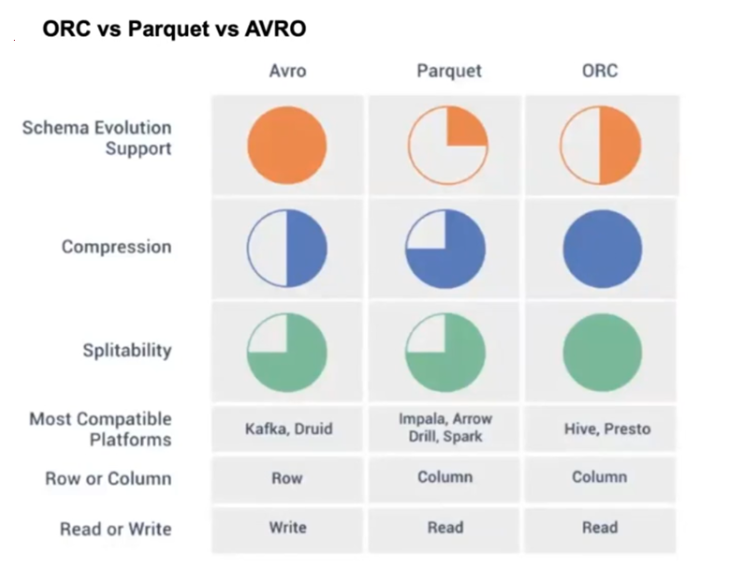 ORC vs Parquet vs AVRO
Avro Parquet ORC
Schema Evolution
Support
Compression
Splitability
Most Compatible
Platforms
Kafka, Druid
Impala, Arrow
Drill, Spark
Hive, Presto
Row or Column Row Column Column
Read or Write Write Read Read